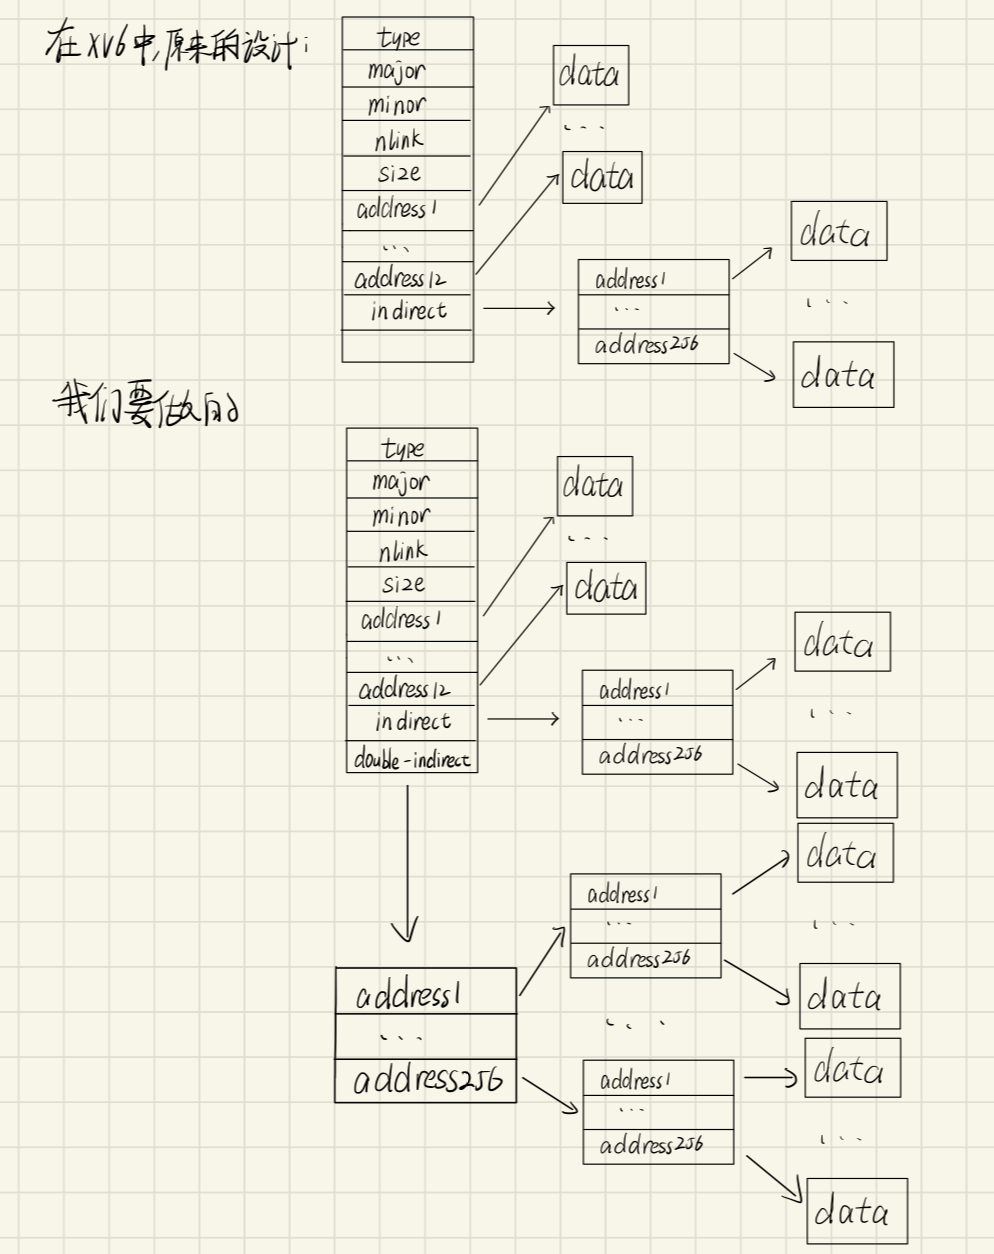 在XV6中,原来的设计:
type
major
minor
nlink
size
address1
...
address12
indirect
data
...
data
address1
...
address256
data
...
data
我们要做的
type
major
minor
nlink
size
address1
...
address12
indirect
double-indirect
data
...
data
address1
...
address256
data
...
data
address1
...
address256
address1
...
address256
data
...
data
...
address1
...
address256
data
...
data